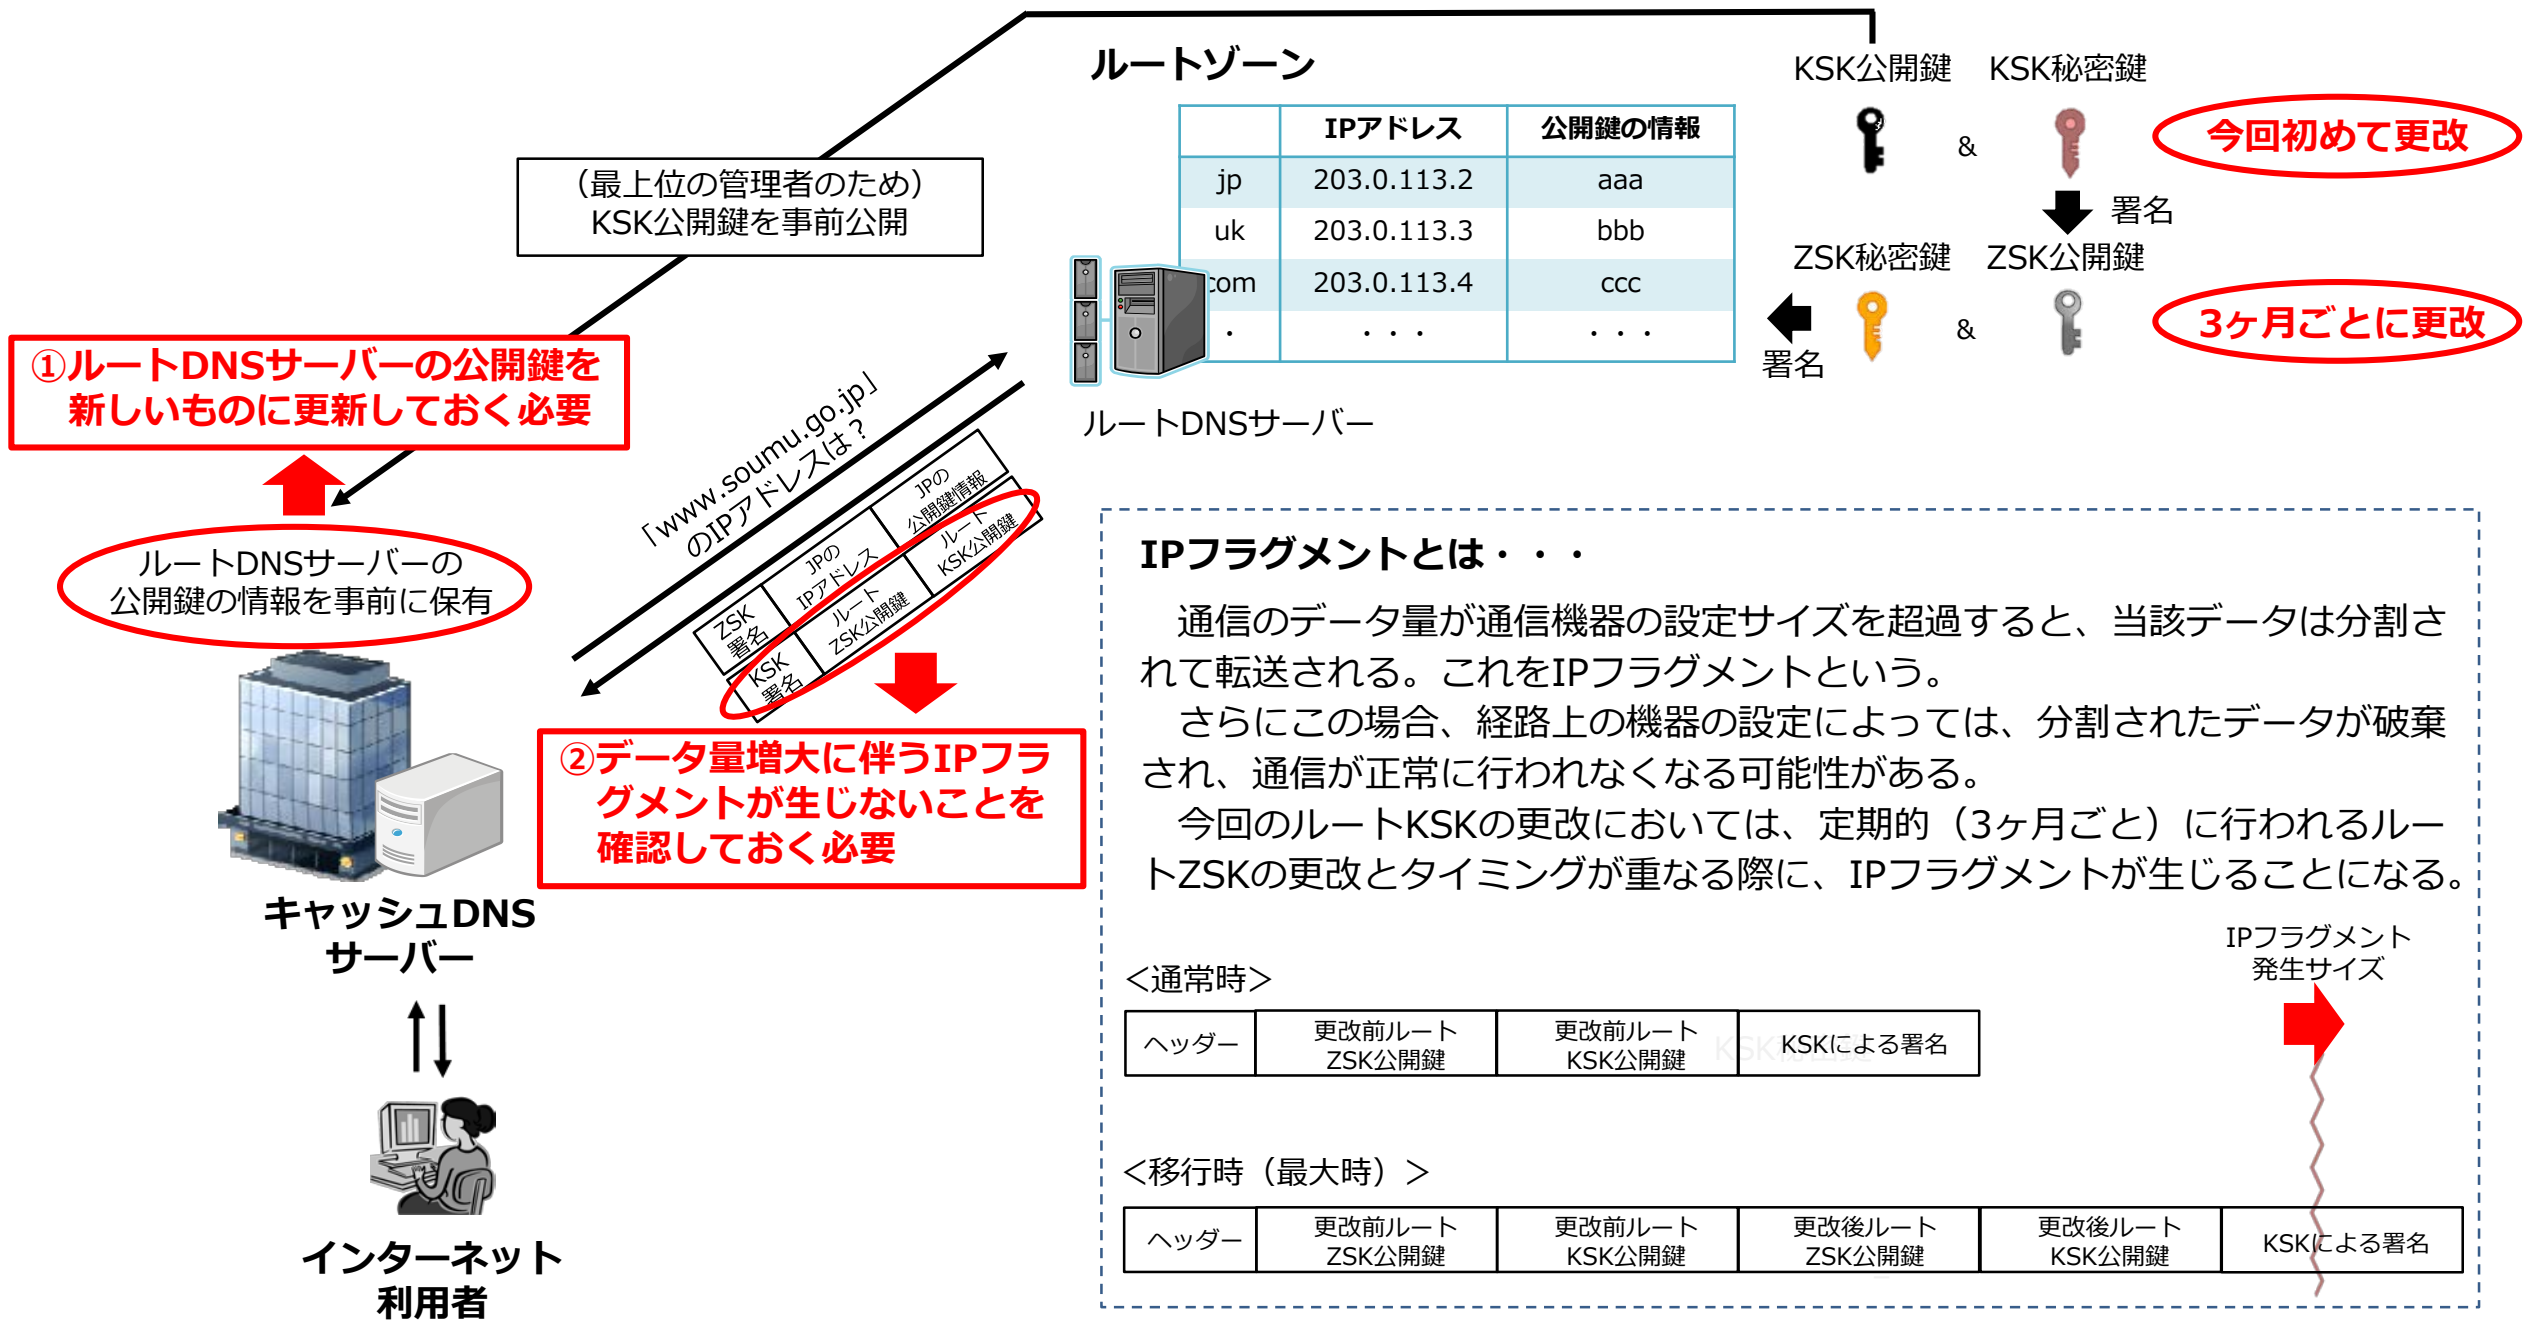 ルートゾーン
KSK公開鍵 KSK秘密鍵
IPアドレス 公開鍵の情報
jp 203.0.113.2 aaa
uk 203.0.113.3 bbb
com 203.0.113.4 ccc
・ ・・・ ・・・
&
今回初めて更改
署名
ZSK秘密鍵 ZSK公開鍵
&
3ヶ月ごとに更改
署名
ルートDNSサーバー
（最上位の管理者のため）
KSK公開鍵を事前公開
①ルートDNSサーバーの公開鍵を
新しいものに更新しておく必要
ルートDNSサーバーの
公開鍵の情報を事前に保有
「www.soumu.go.jp」
のIPアドレスは？
ZSK
署名
JPの
IPアドレス
JPの
公開鍵情報
KSK
署名
ルート
ZSK公開鍵
ルート
KSK公開鍵
②データ量増大に伴うIPフラ
グメントが生じないことを
確認しておく必要
キャッシュDNS
サーバー
インターネット
利用者
IPフラグメントとは・・・
通信のデータ量が通信機器の設定サイズを超過すると、当該データは分割さ
れて転送される。これをIPフラグメントという。
さらにこの場合、経路上の機器の設定によっては、分割されたデータが破棄
され、通信が正常に行われなくなる可能性がある。
今回のルートKSKの更改においては、定期的（3ヶ月ごと）に行われるルー
トZSKの更改とタイミングが重なる際に、IPフラグメントが生じることになる。
IPフラグメント
発生サイズ
＜通常時＞
ヘッダー
更改前ルート
ZSK公開鍵
更改前ルート
KSK公開鍵
KSKによる署名
＜移行時（最大時）＞
ヘッダー
更改前ルート
ZSK公開鍵
更改前ルート
KSK公開鍵
更改後ルート
ZSK公開鍵
更改後ルート
KSK公開鍵
KSKによる署名